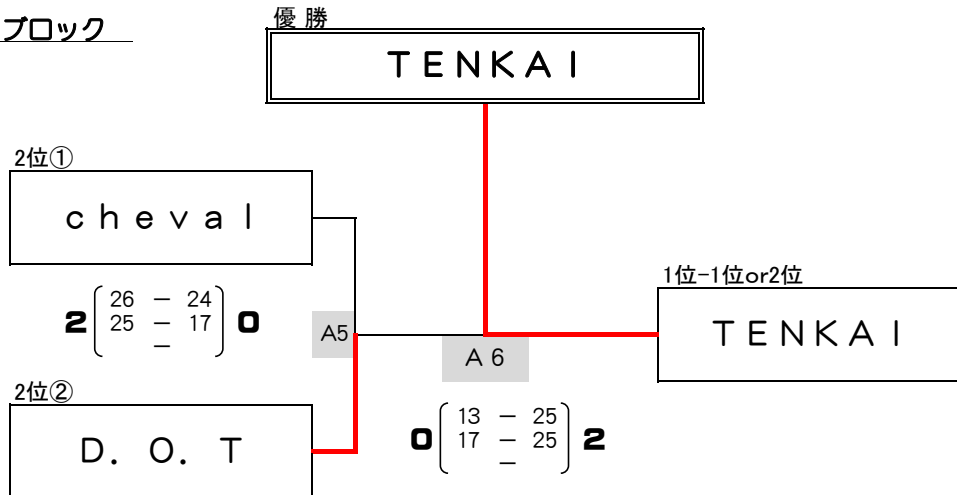 ブロック
優 勝
ＴＥＮＫＡＩ
2位①
ｃｈｅｖａｌ
2 26 － 24 0
25 － 17
－
A5
2位②
Ｄ．Ｏ．Ｔ
1位-1位or2位
ＴＥＮＫＡＩ
Ａ６
0 13 － 25 2
17 － 25
－